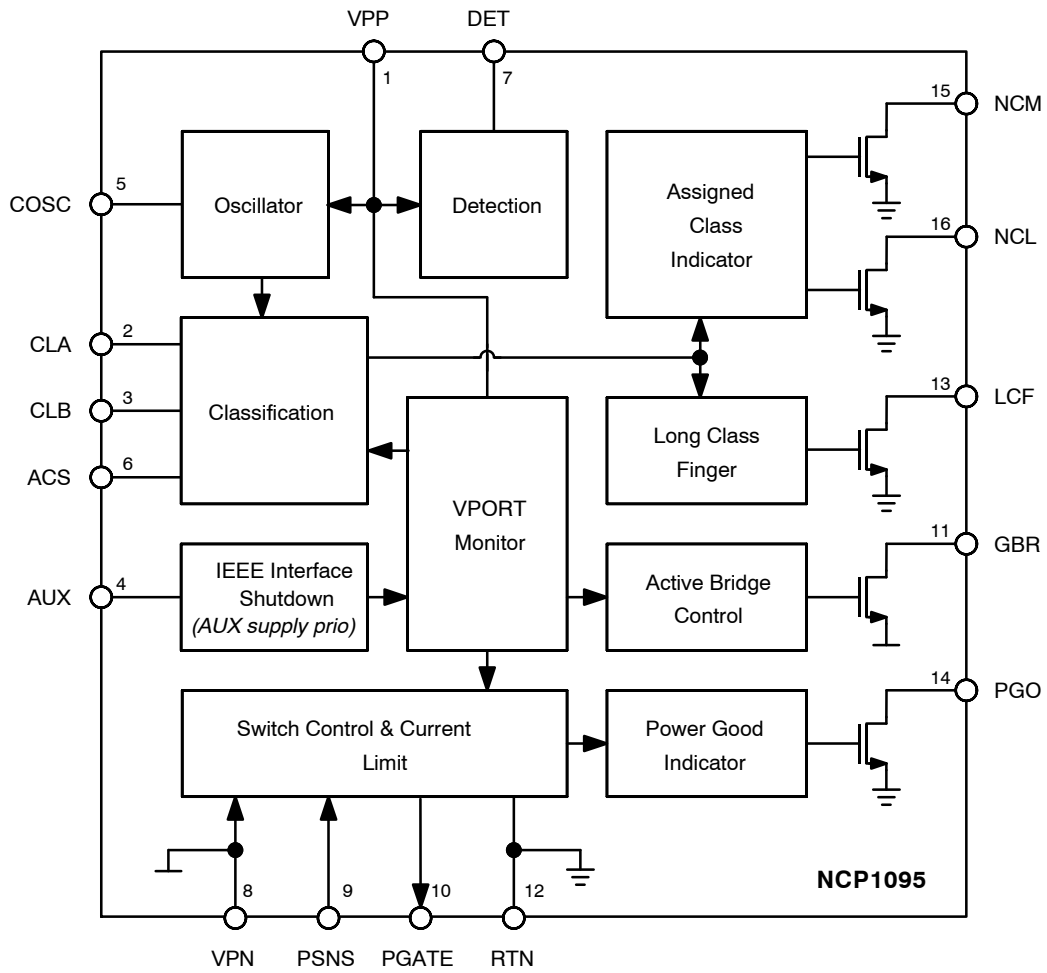 VPP
DET
1
7
15
NCM
COSC
5
Oscillator
Detection
Assigned
Class
Indicator
16
NCL
CLA
2
CLB
3
ACS
6
Classification
13
LCF
Long Class
Finger
VPORT
Monitor
11
GBR
AUX
4
IEEE Interface
Shutdown
(AUX supply prio)
Active Bridge
Control
14
PGO
Switch Control & Current
Limit
Power Good
Indicator
NCP1095
8
9
10
12
VPN
PSNS
PGATE
RTN